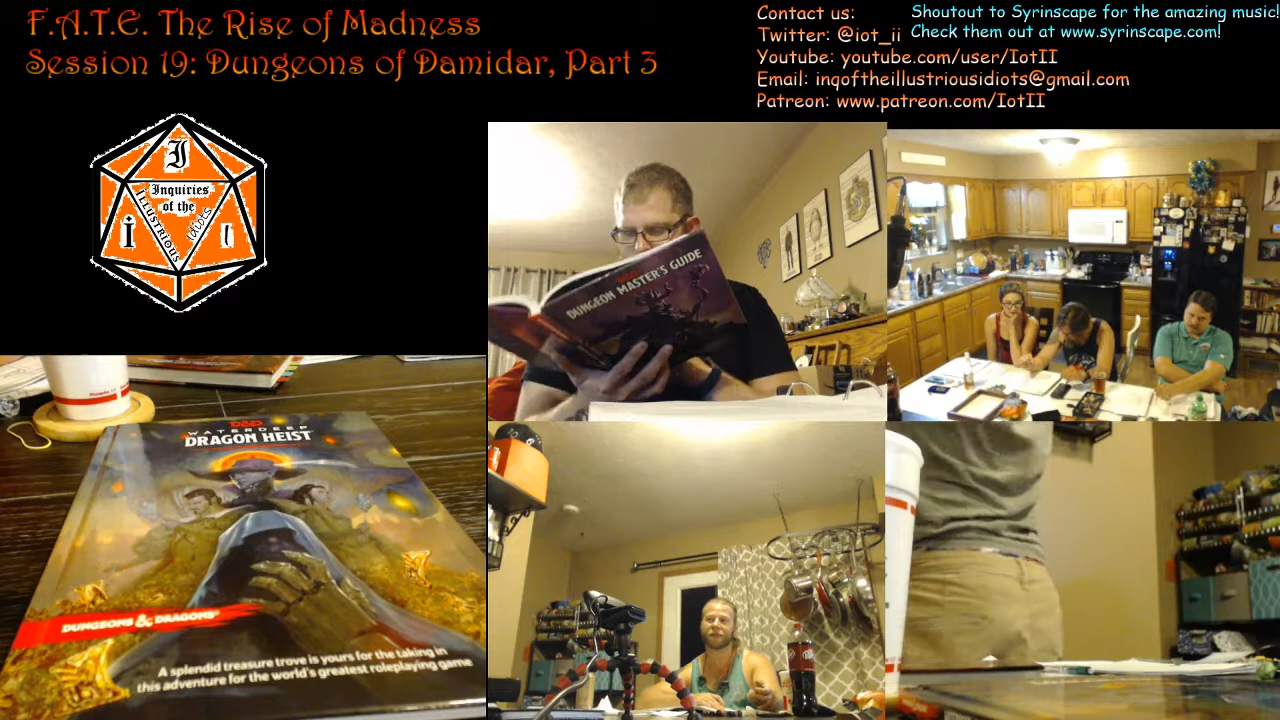 F.A.T.E. The Rise of Madness
Session 19: Dungeons of Damidar, Part 3
Contact us:
Twitter: @iot_ii
Youtube: youtube.com/user/IotII
Email: inqoftheillustriousidiots@gmail.com
Patreon: www.patreon.com/IotII
Shoutout to Syrinscape for the amazing music!
Check them out at www.syrinscape.com!
I
Inquiries
of the
Illustrious
idiots
i
I
DUNGEON MASTER'S GUIDE
D&D
WATERDEEP
DRAGON HEIST
DUNGEONS & DRAGONS
A splendid treasure trove is yours for the taking in
this adventure for the world's greatest roleplaying game